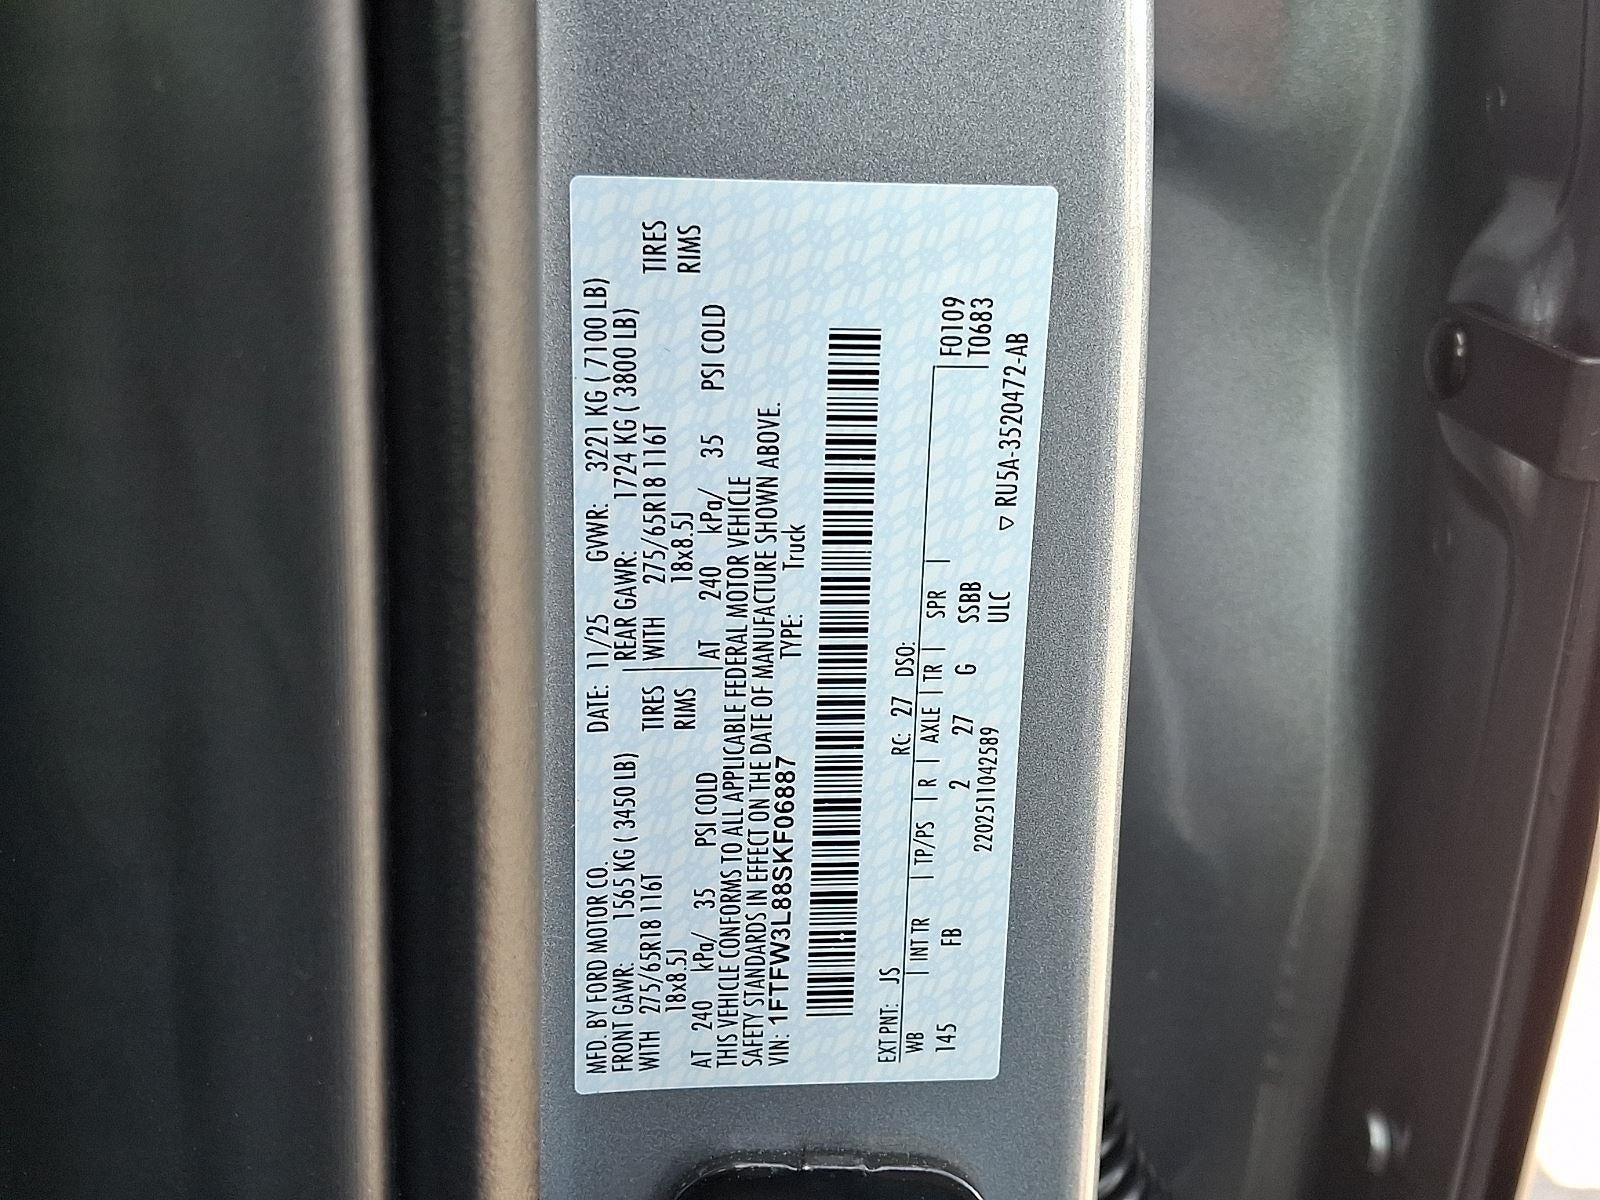 MFD. BY FORD MOTOR CO. DATE: 11/25 GVWR: 3221 KG ( 7100 LB)
FRONT GAWR: 1565 KG ( 3450 LB) REAR GAWR: 1724 KG ( 3800 LB)
WITH 275/65R18 116T TIRES WITH 275/65R18 116T TIRES
18x8.5J RIMS 18x8.5J RIMS
AT 240 kPa/ 35 PSI COLD AT 240 kPa/ 35 PSI COLD
THIS VEHICLE CONFORMS TO ALL APPLICABLE FEDERAL MOTOR VEHICLE
SAFETY STANDARDS IN EFFECT ON THE DATE OF MANUFACTURE SHOWN ABOVE.
VIN: 1FTFW3L88SKF06887 TYPE: Truck
EXT PNT: JS RC: 27 DSO:
WB INT TR TP/PS R AXLE TR SPR F0109
145 FB 2 27 G SSBB T0683
2202511042589 ULC
▽ RU5A-3520472-AB